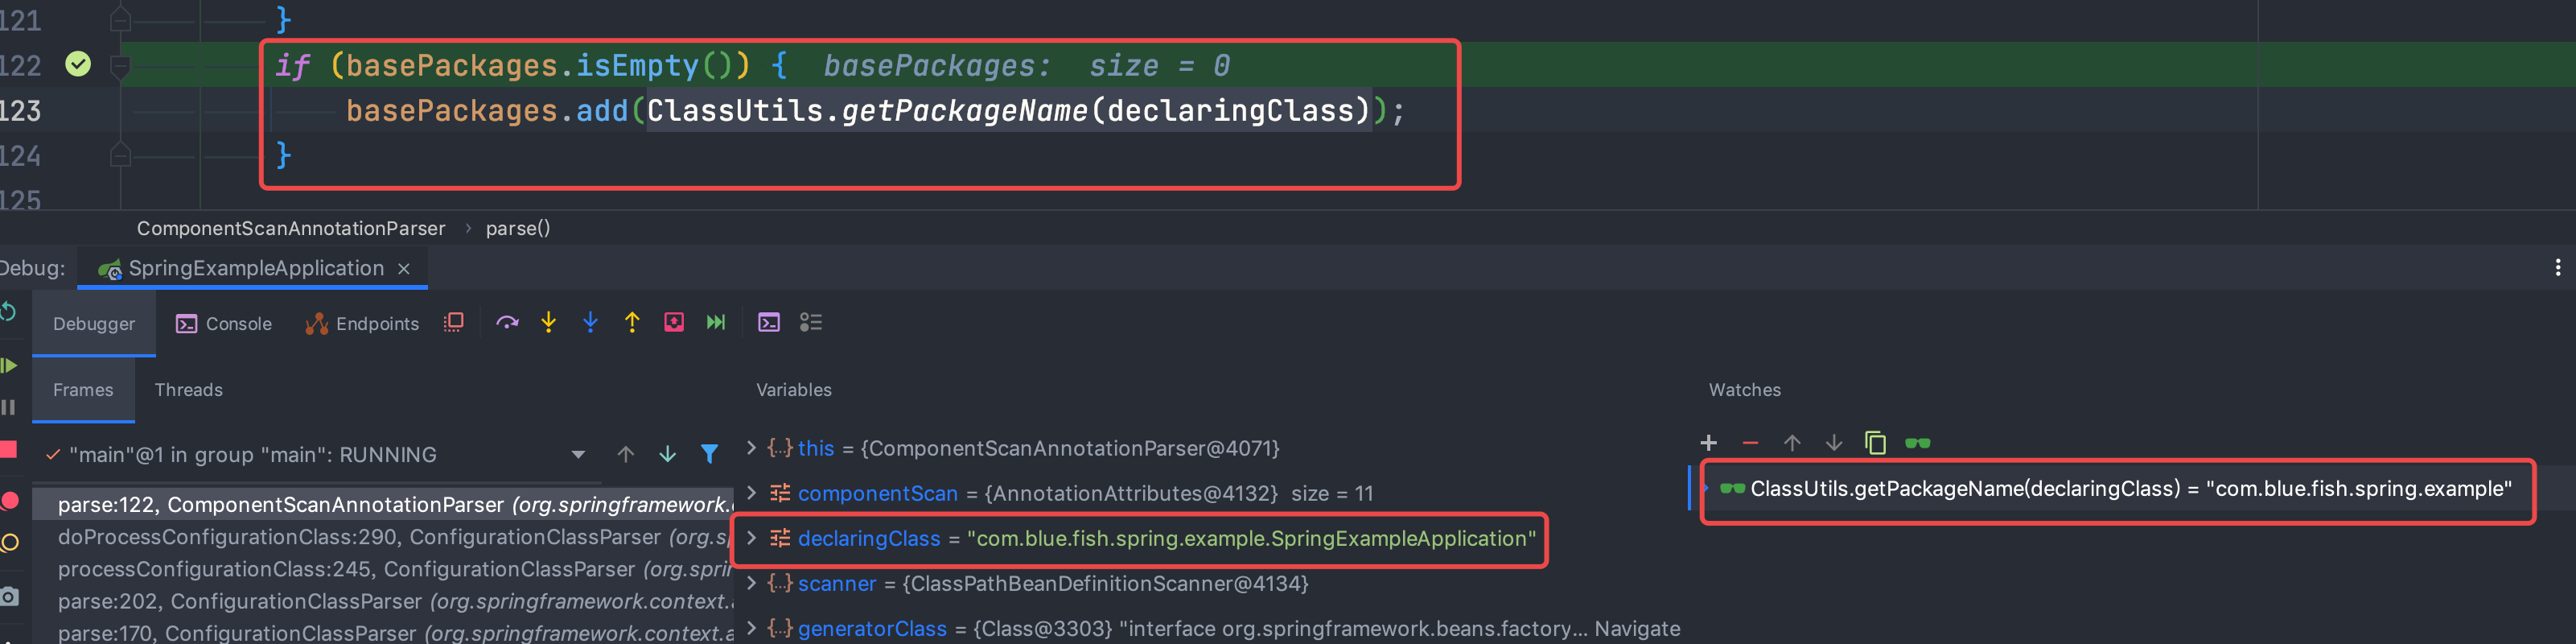 121 }
122 if (basePackages.isEmpty()) { basePackages: size = 0
123 basePackages.add(ClassUtils.getPackageName(declaringClass));
124 }
125
ComponentScanAnnotationParser › parse()
Debug: SpringExampleApplication ×
Debugger Console Endpoints
Frames Threads
"main"@1 in group "main": RUNNING
parse:122, ComponentScanAnnotationParser (org.springframework.c
doProcessConfigurationClass:290, ConfigurationClassParser (org.sp
processConfigurationClass:245, ConfigurationClassParser (org.sprin
parse:202, ConfigurationClassParser (org.springframework.context.a
parse:170, ConfigurationClassParser (org.springframework.context.a
Variables
this = {ComponentScanAnnotationParser@4071}
componentScan = {AnnotationAttributes@4132} size = 11
declaringClass = "com.blue.fish.spring.example.SpringExampleApplication"
scanner = {ClassPathBeanDefinitionScanner@4134}
generatorClass = {Class@3303} "interface org.springframework.beans.factory... Navigate
Watches
ClassUtils.getPackageName(declaringClass) = "com.blue.fish.spring.example"